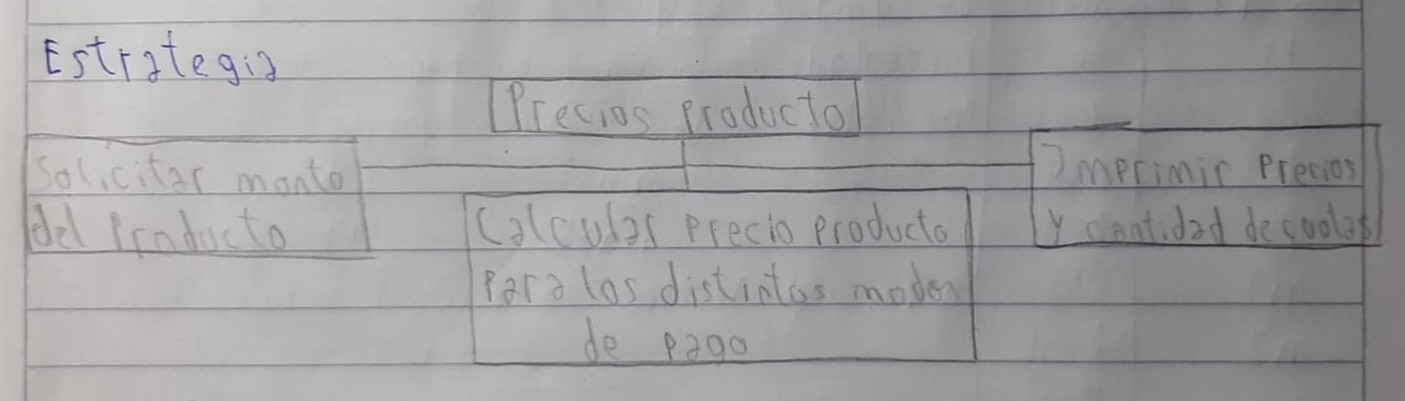 Estrategia
Precios producto
Solicitar monto
del Producto
Calcular Precio Producto
Para los distintos modos
de Pago
Imprimir Precios
y cantidad de cuotas